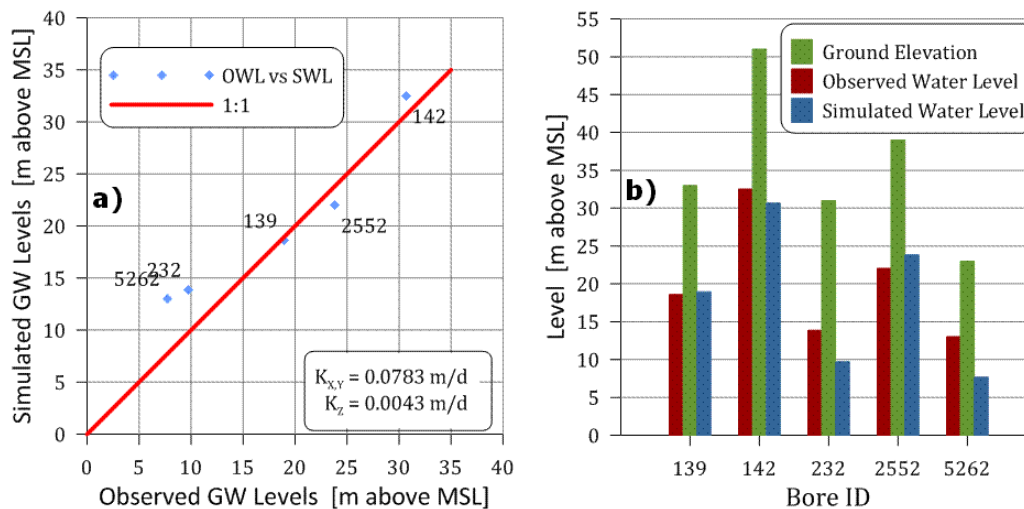 40
35
30
25
20
15
10
5
0
Simulated GW Levels [m above MSL]
a)
OWL vs SWL
1:1
142
139
2552
232
5262
K_X,Y = 0.0783 m/d
K_Z = 0.0043 m/d
0 5 10 15 20 25 30 35 40
Observed GW Levels [m above MSL]
55
50
45
40
35
30
25
20
15
10
5
0
Level [m above MSL]
b)
Ground Elevation
Observed Water Level
Simulated Water Level
139 142 232 2552 5262
Bore ID